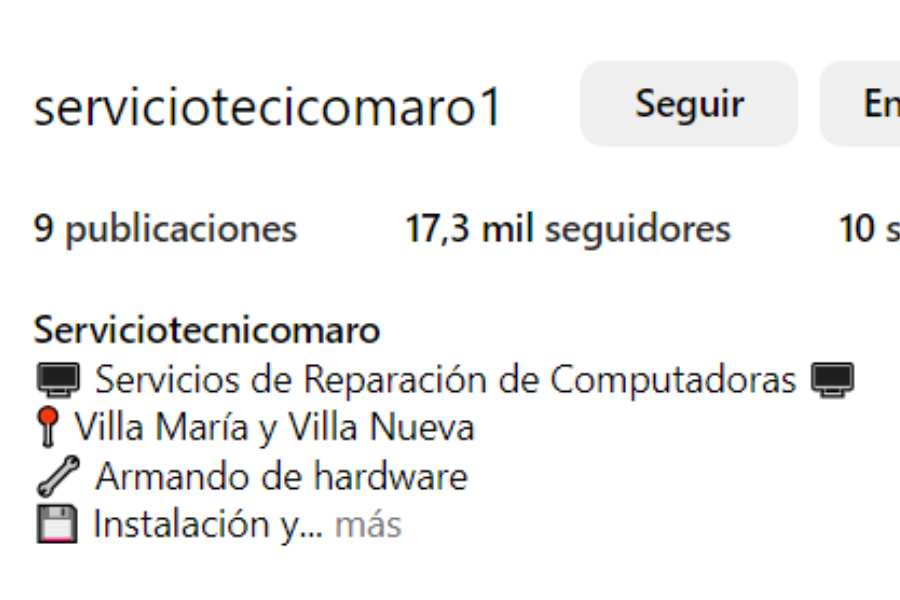 serviciotecicomaro1
Seguir
En
9 publicaciones
17,3 mil seguidores
10 s
Serviciotecnicomaro
🖥 Servicios de Reparación de Computadoras 🖥
📍 Villa María y Villa Nueva
🔧 Armando de hardware
💾 Instalación y... más